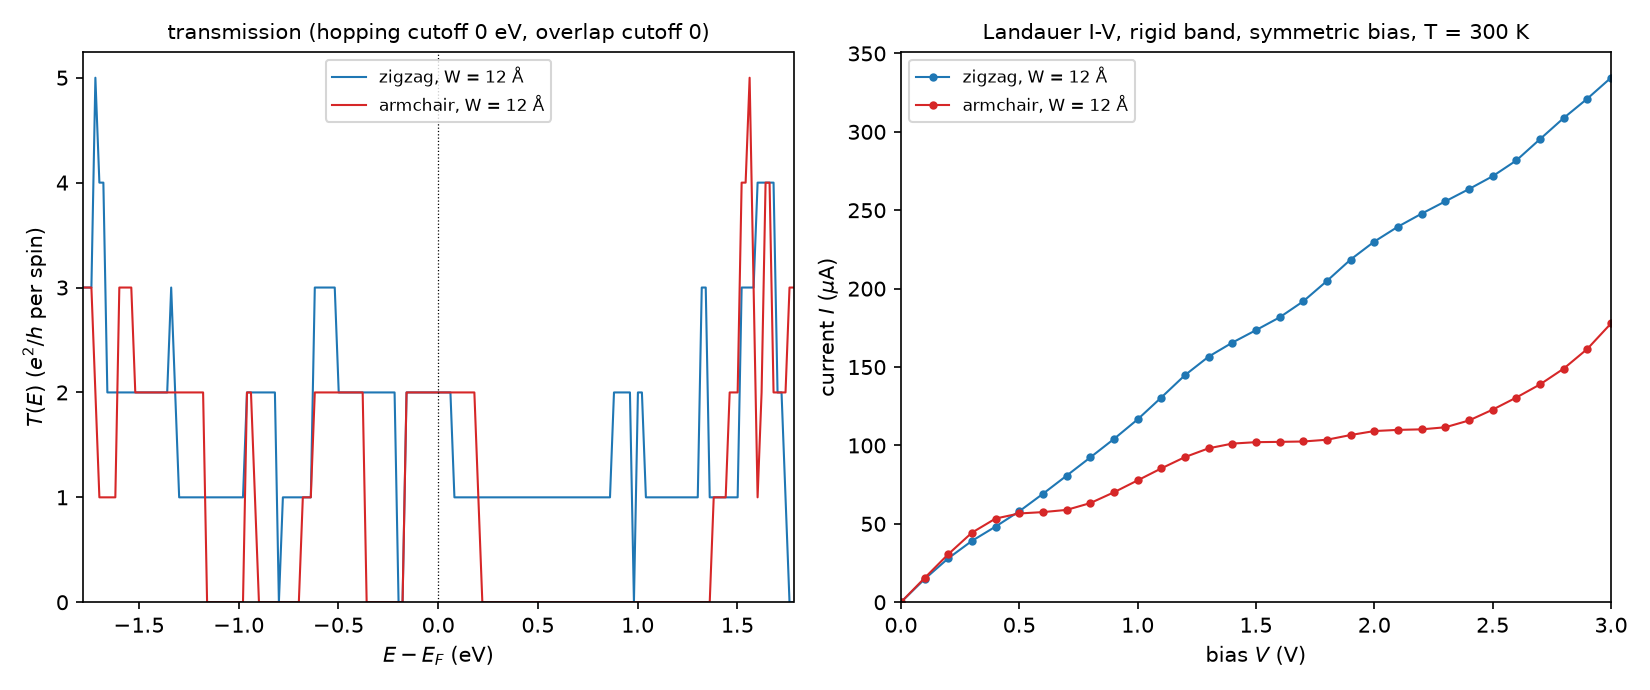 transmission (hopping cutoff 0 eV, overlap cutoff 0)
zigzag, W = 12 Å
armchair, W = 12 Å
T(E) (e²/h per spin)
5
4
3
2
1
0
−1.5 −1.0 −0.5 0.0 0.5 1.0 1.5
E − E_F (eV)
Landauer I-V, rigid band, symmetric bias, T = 300 K
zigzag, W = 12 Å
armchair, W = 12 Å
current I (μA)
350
300
250
200
150
100
50
0
0.0 0.5 1.0 1.5 2.0 2.5 3.0
bias V (V)